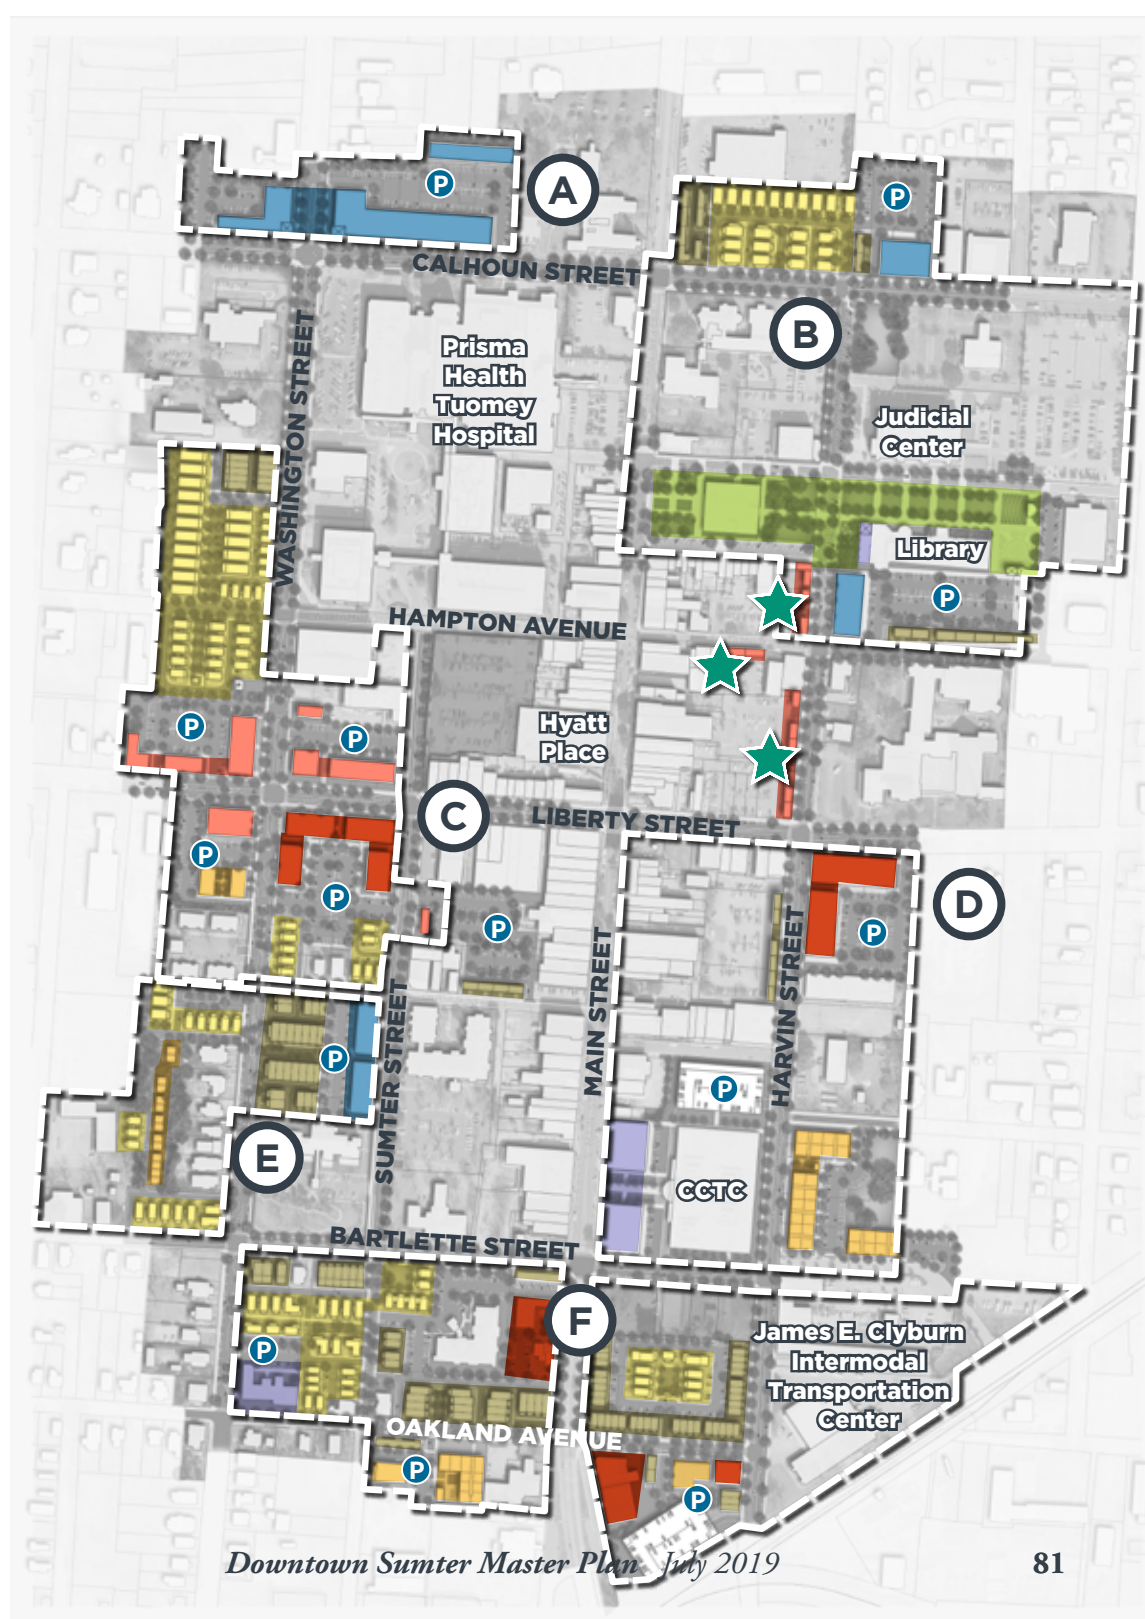 A
P
P
CALHOUN STREET
B
Prisma
Health
Tuomey
Hospital
WASHINGTON STREET
Judicial
Center
Library
P
HAMPTON AVENUE
Hyatt
Place
P
P
C
LIBERTY STREET
P
P
P
D
P
MAIN STREET
HARVIN STREET
SUMTER STREET
P
P
E
CCTC
BARTLETTE STREET
F
P
James E. Clyburn
Intermodal
Transportation
Center
OAKLAND AVENUE
P
P
Downtown Sumter Master Plan July 2019
81